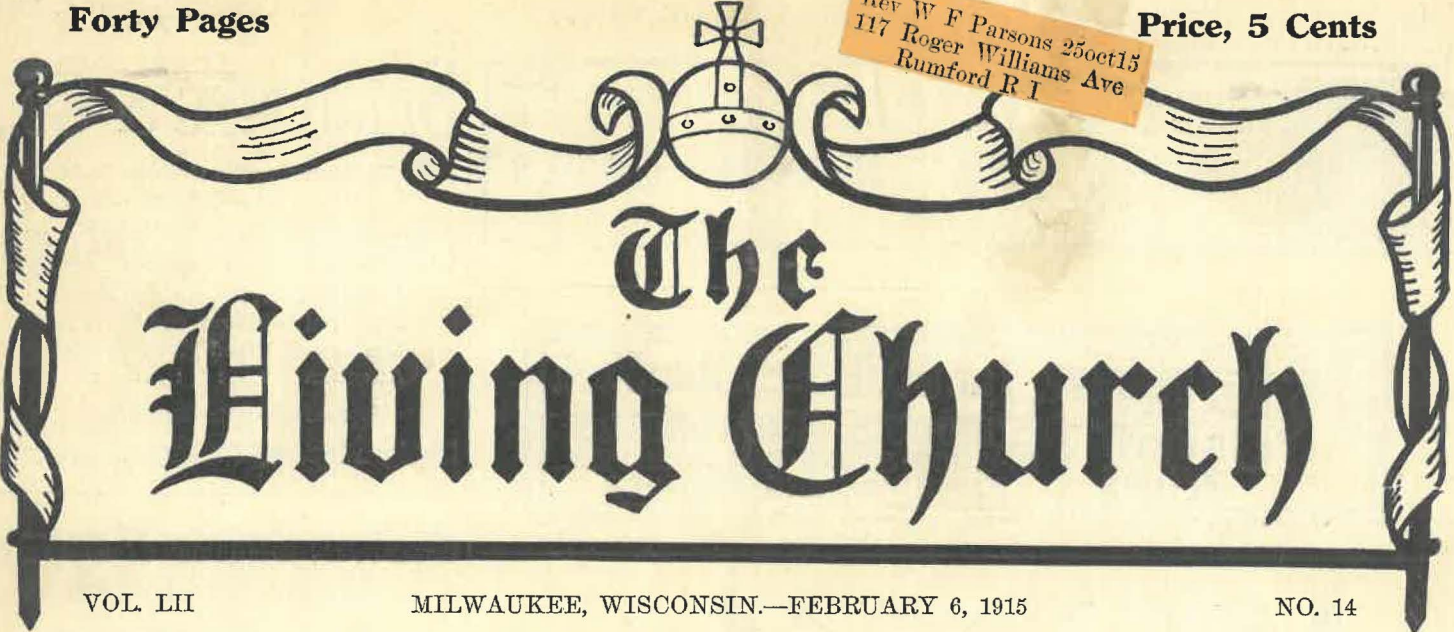 Forty Pages
Rev W F Parsons 25oct15
117 Roger Williams Ave
Rumford R I
Price, 5 Cents
The
Living Church
VOL. LII
MILWAUKEE, WISCONSIN.—FEBRUARY 6, 1915
NO. 14